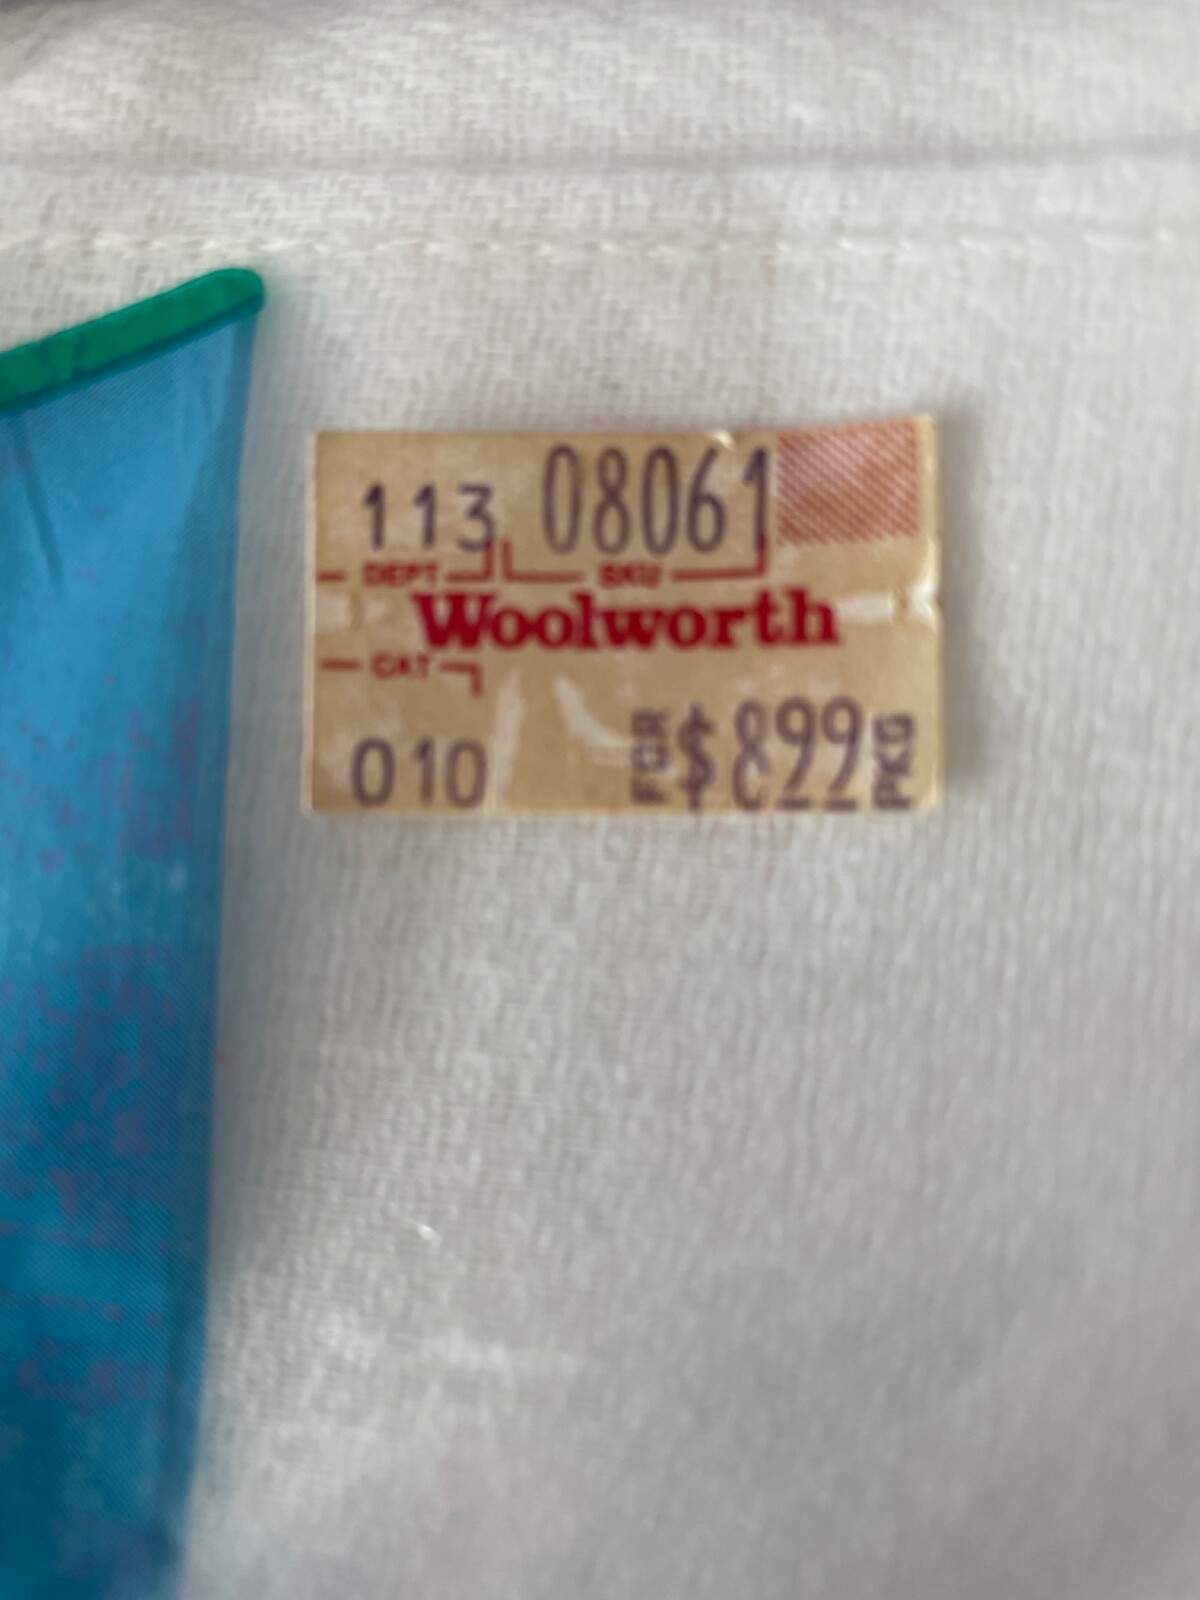 113 08061
DEPT SKU
Woolworth
CAT
010 FOR $899 PKG